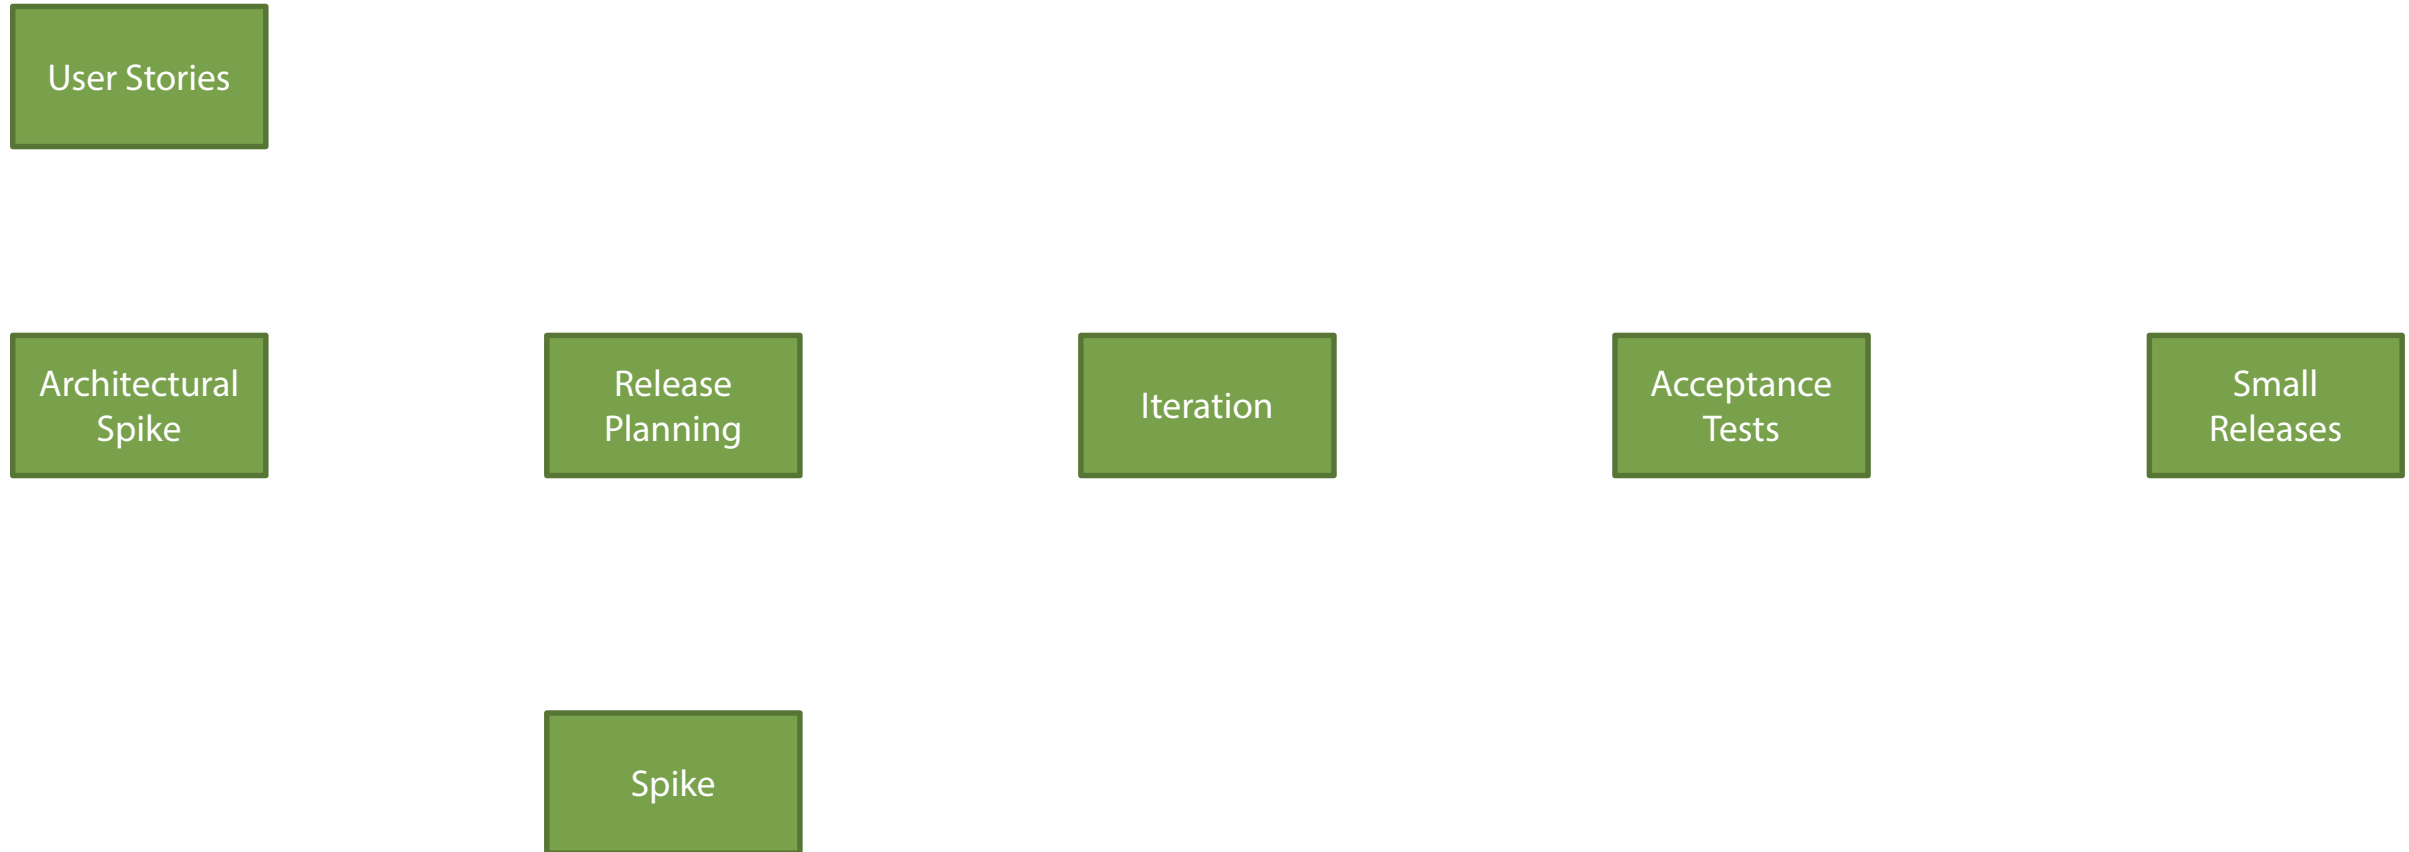 User Stories
Architectural
Spike
Release
Planning
Iteration
Acceptance
Tests
Small
Releases
Spike